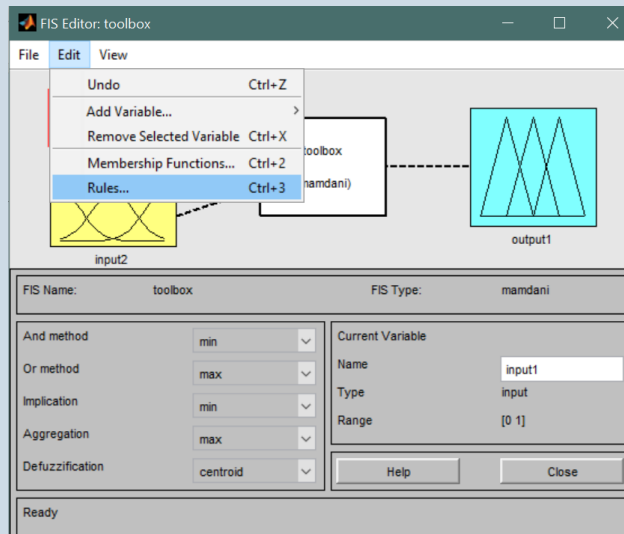 FIS Editor: toolbox
File Edit View
Undo Ctrl+Z
Add Variable...
Remove Selected Variable Ctrl+X
Membership Functions... Ctrl+2
Rules... Ctrl+3
toolbox
mamdani)
input2
output1
FIS Name: toolbox FIS Type: mamdani
And method min
Or method max
Implication min
Aggregation max
Defuzzification centroid
Current Variable
Name input1
Type input
Range [0 1]
Help Close
Ready